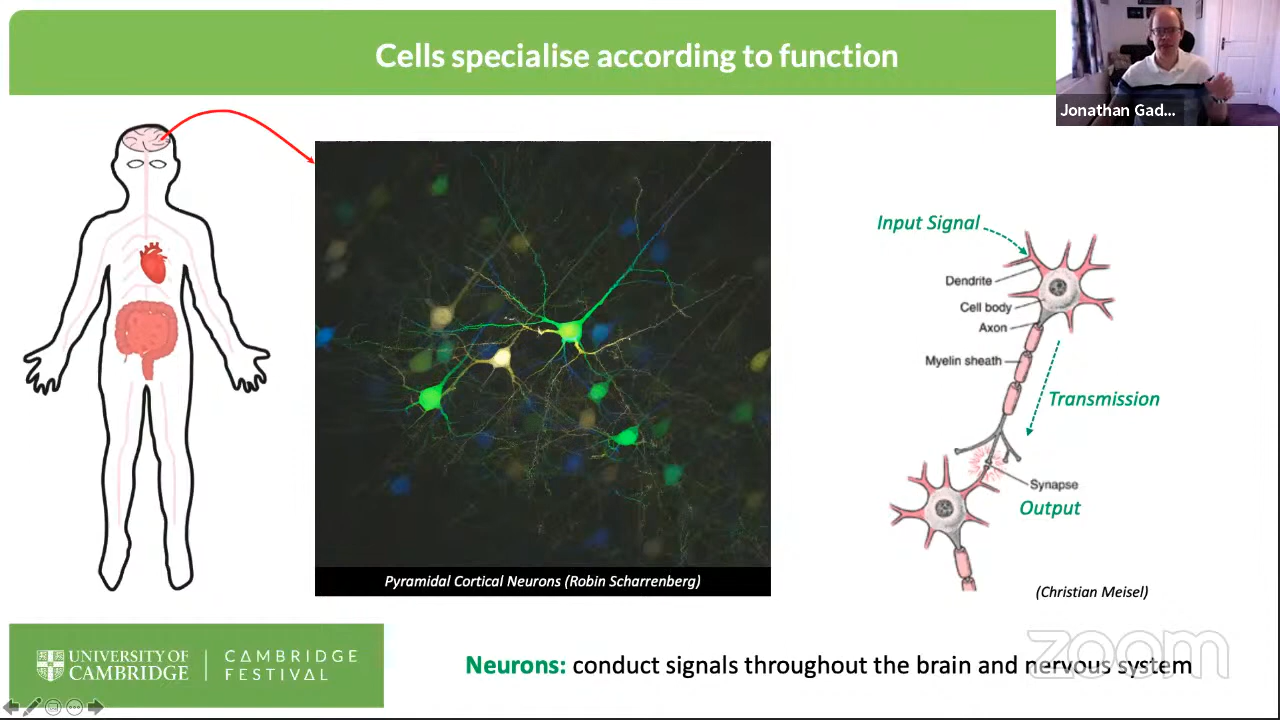 Cells specialise according to function
Jonathan Gad...
Input Signal
Dendrite
Cell body
Axon
Myelin sheath
Transmission
Synapse
Output
Pyramidal Cortical Neurons (Robin Scharrenberg)
(Christian Meisel)
UNIVERSITY OF
CAMBRIDGE
CAMBRIDGE
FESTIVAL
Neurons: conduct signals throughout the brain and nervous system
zoom